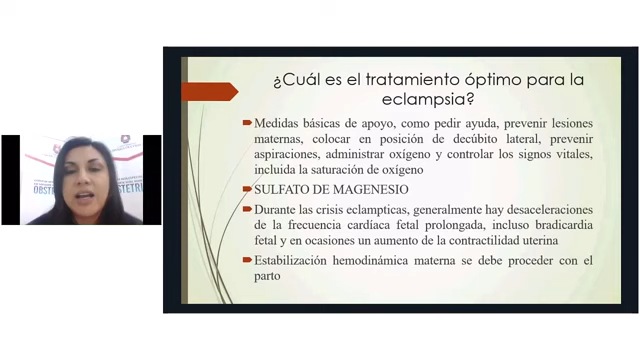 ¿Cuál es el tratamiento óptimo para la
eclampsia?
Medidas básicas de apoyo, como pedir ayuda, prevenir lesiones
maternas, colocar en posición de decúbito lateral, prevenir
aspiraciones, administrar oxígeno y controlar los signos vitales,
incluida la saturación de oxígeno
SULFATO DE MAGENESIO
Durante las crisis eclampticas, generalmente hay desaceleraciones
de la frecuencia cardíaca fetal prolongada, incluso bradicardia
fetal y en ocasiones un aumento de la contractilidad uterina
Estabilización hemodinámica materna se debe proceder con el
parto